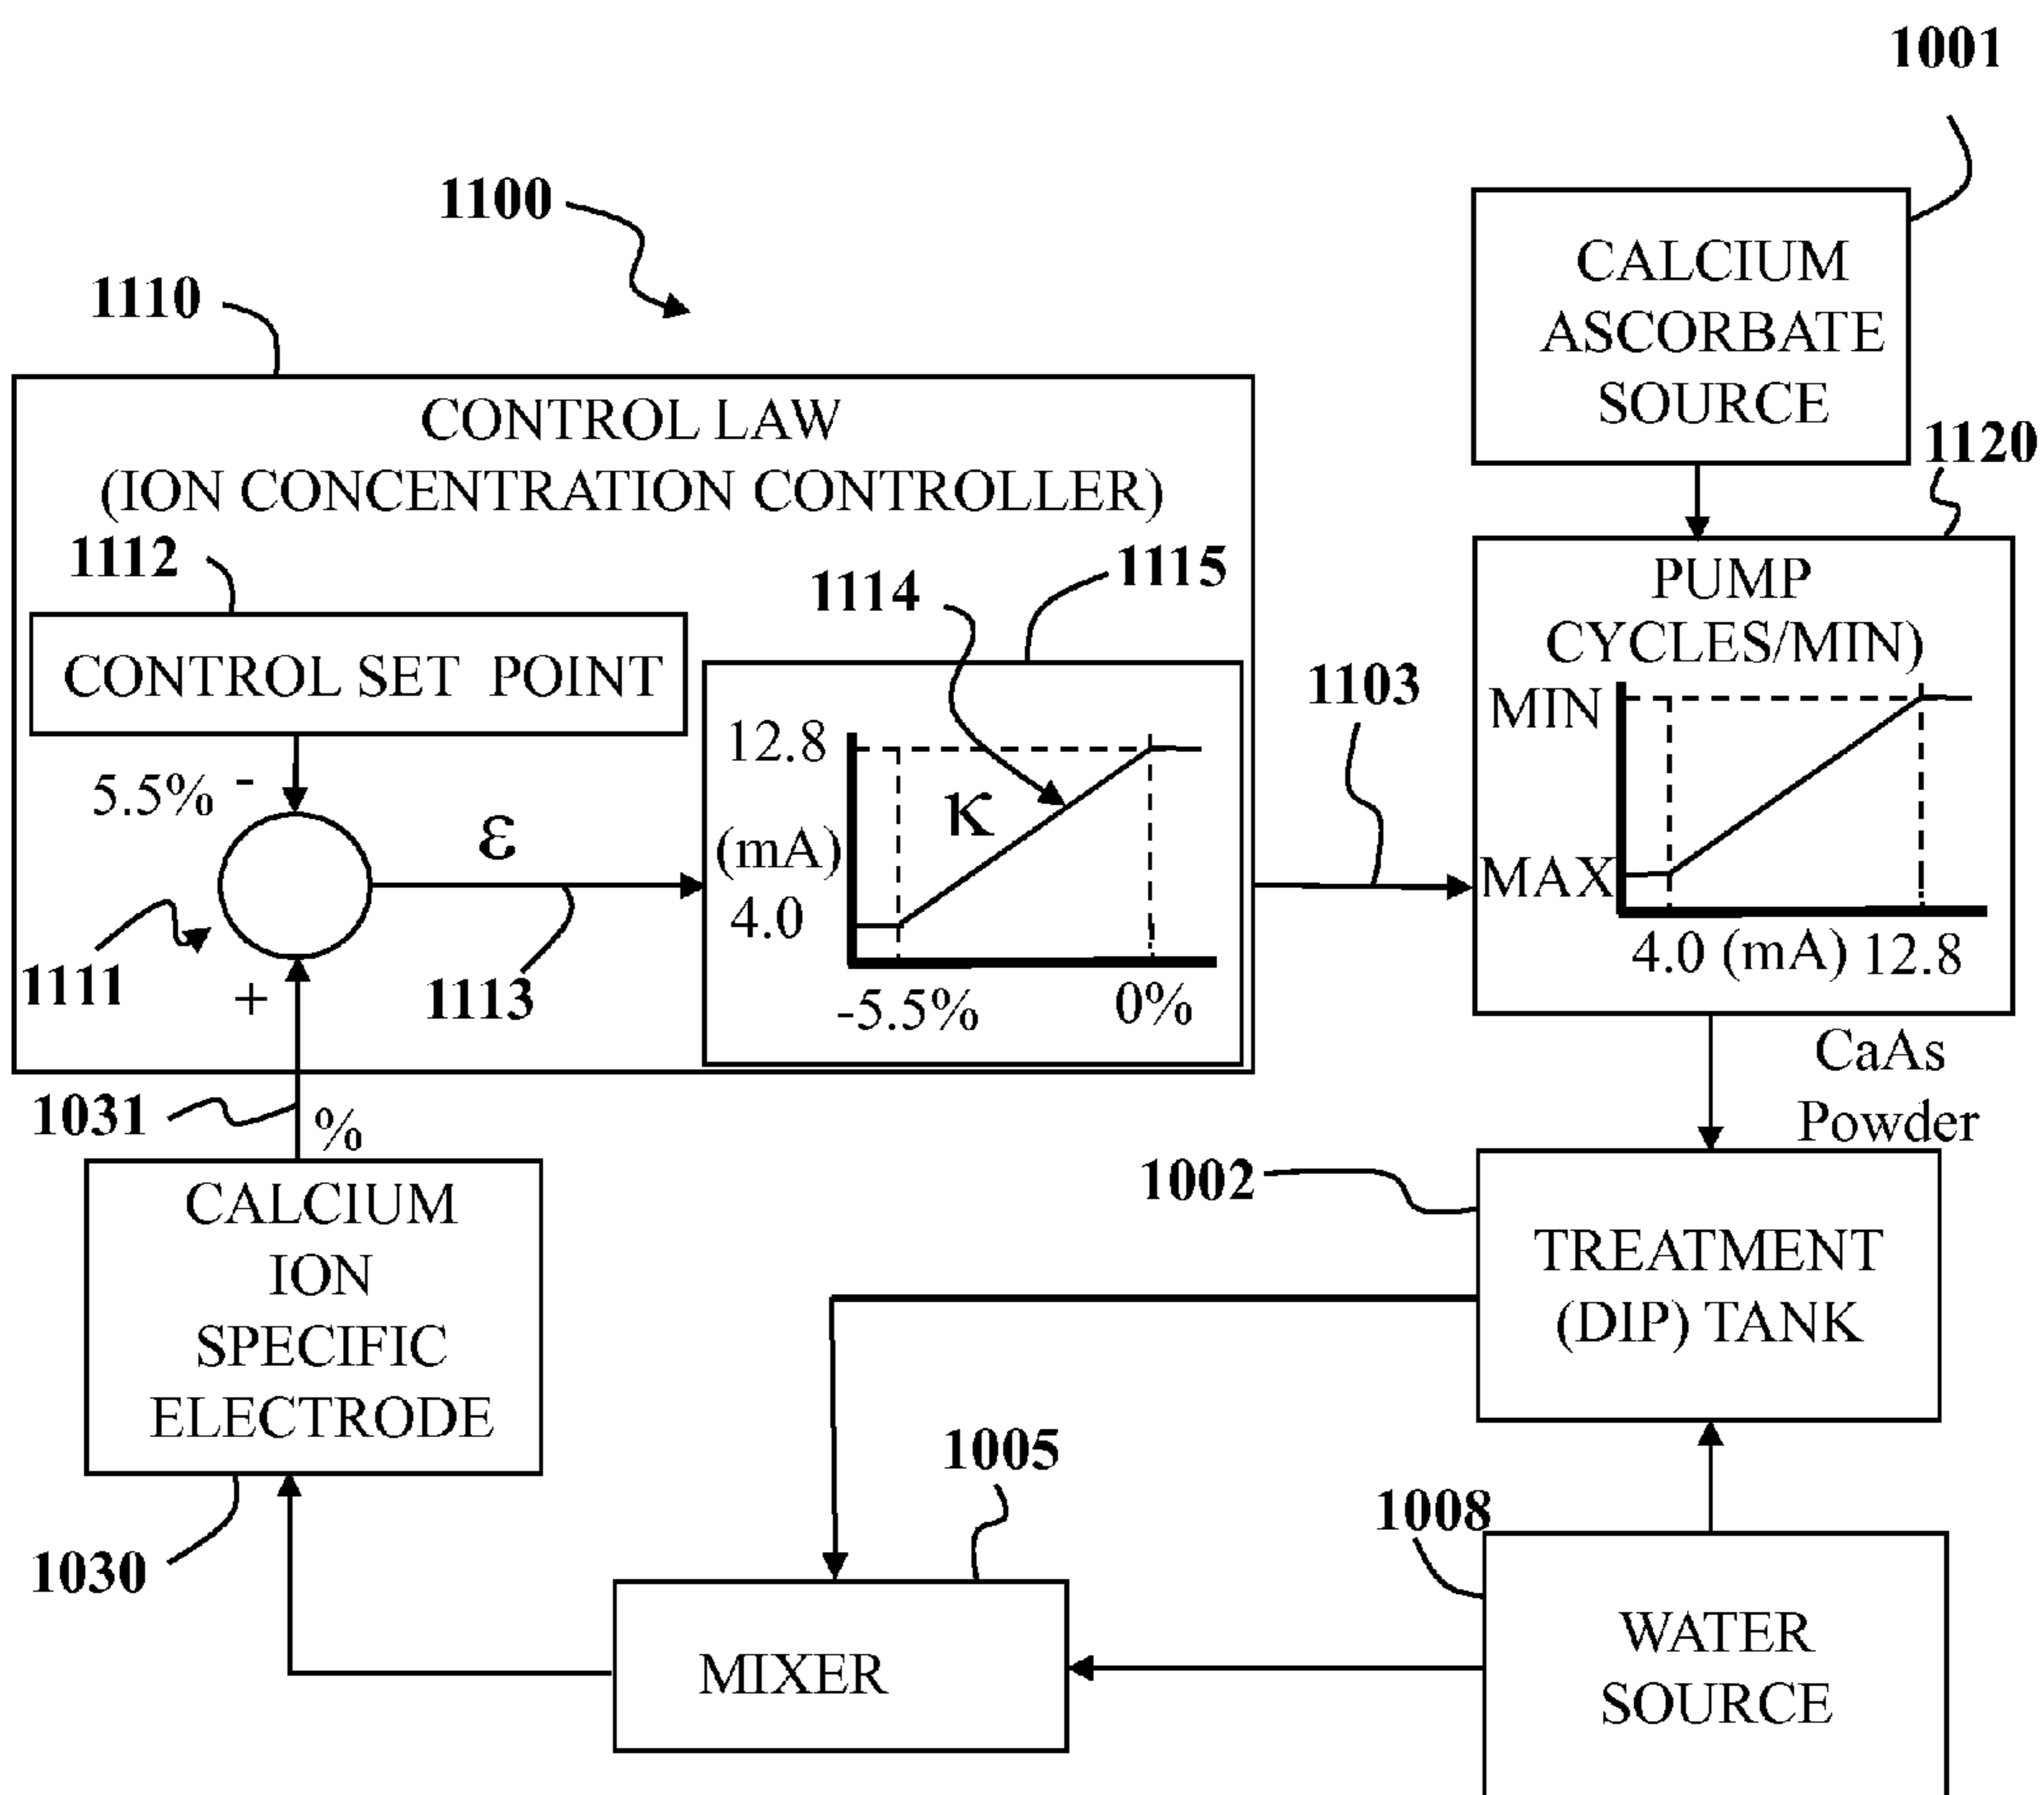 1001
1100
CALCIUM
ASCORBATE
SOURCE
1110
CONTROL LAW
(ION CONCENTRATION CONTROLLER)
1120
1112
1114
1115
PUMP
CYCLES/MIN)
CONTROL SET POINT
1103
MIN
12.8
5.5% -
ε
K
(mA)
MAX
4.0
4.0 (mA) 12.8
1111
+
1113
-5.5%
0%
CaAs
Powder
1031
%
1002
CALCIUM
ION
SPECIFIC
ELECTRODE
TREATMENT
(DIP) TANK
1005
1008
1030
MIXER
WATER
SOURCE